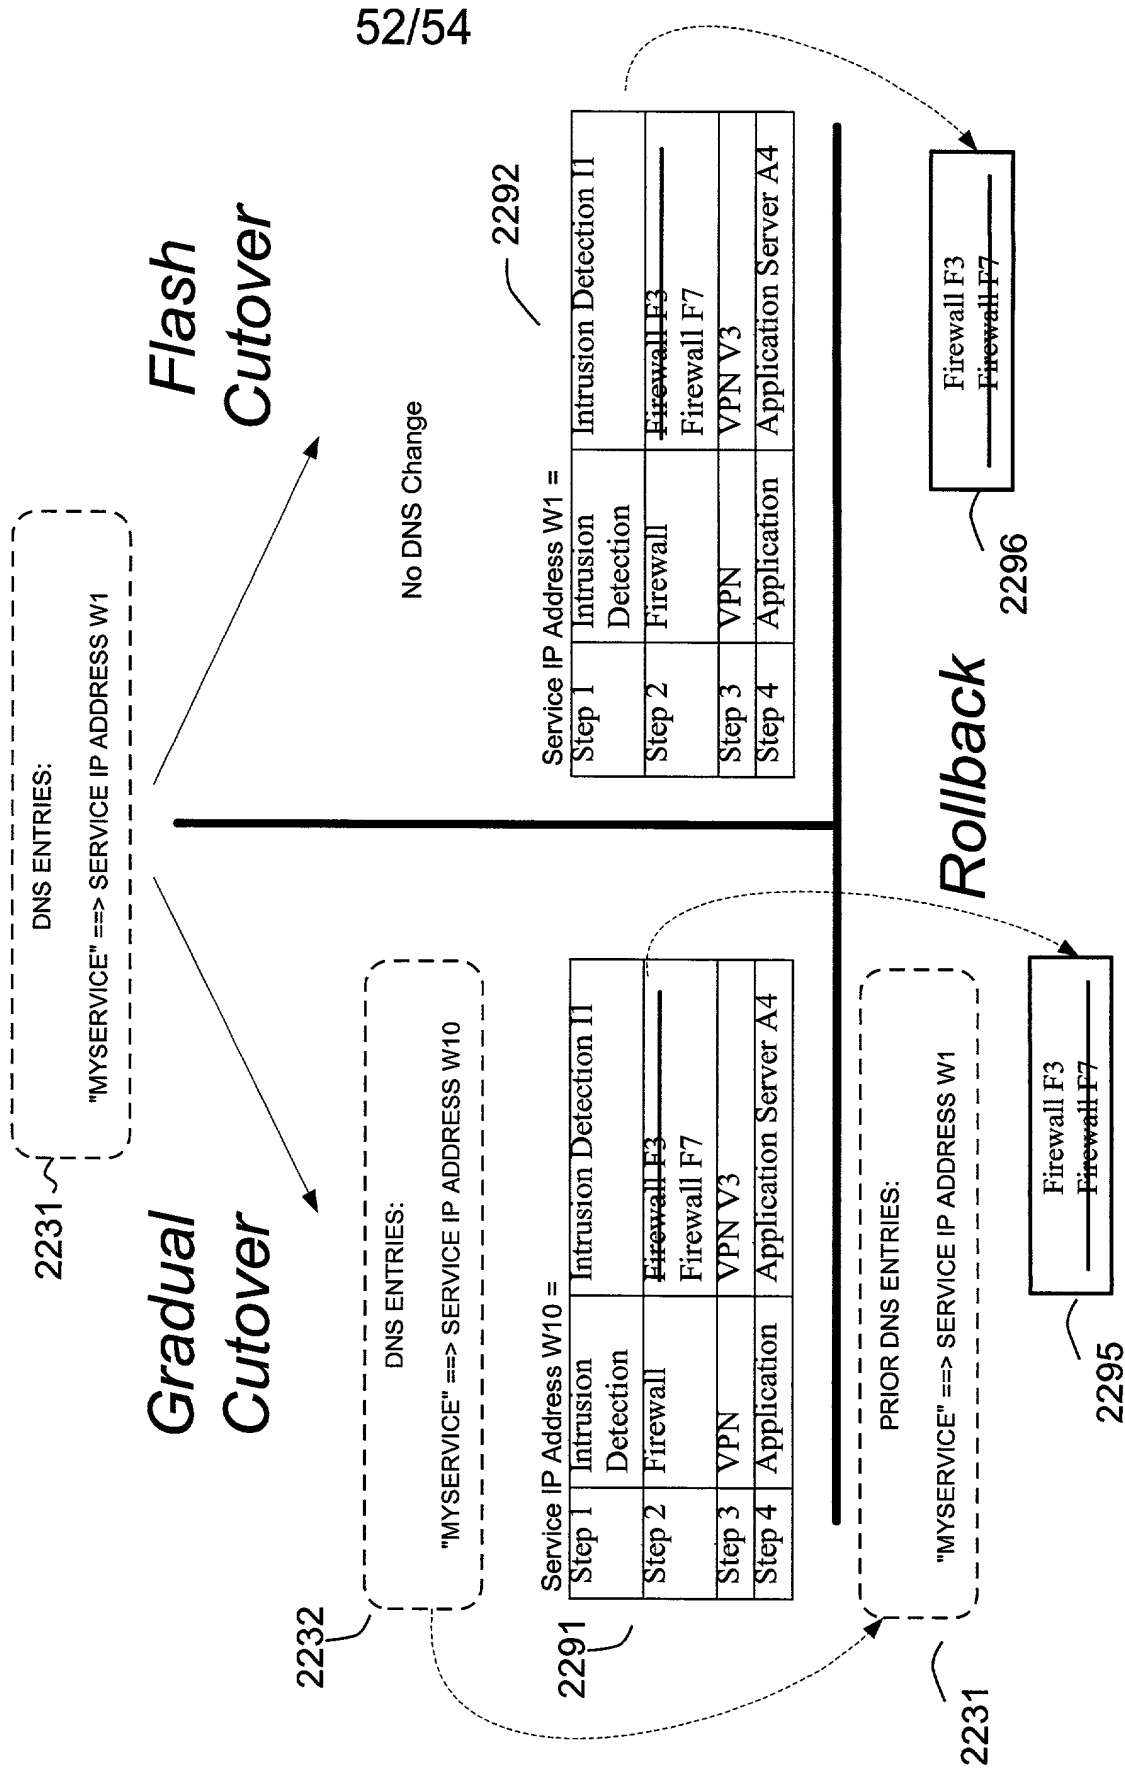 52/54
DNS ENTRIES:
"MYSERVICE" ==> SERVICE IP ADDRESS W1
2231
Gradual
Cutover
Flash
Cutover
2232
DNS ENTRIES:
"MYSERVICE" ==> SERVICE IP ADDRESS W10
No DNS Change
2291
Service IP Address W10 =
Step 1 Intrusion Detection Intrusion Detection I1
Step 2 Firewall Firewall F3
Firewall F7
Step 3 VPN VPN V3
Step 4 Application Application Server A4
2292
Service IP Address W1 =
Step 1 Intrusion Detection Intrusion Detection I1
Step 2 Firewall Firewall F3
Firewall F7
Step 3 VPN VPN V3
Step 4 Application Application Server A4
PRIOR DNS ENTRIES:
"MYSERVICE" ==> SERVICE IP ADDRESS W1
2231
Rollback
Firewall F3
Firewall F7
2295
Firewall F3
Firewall F7
2296